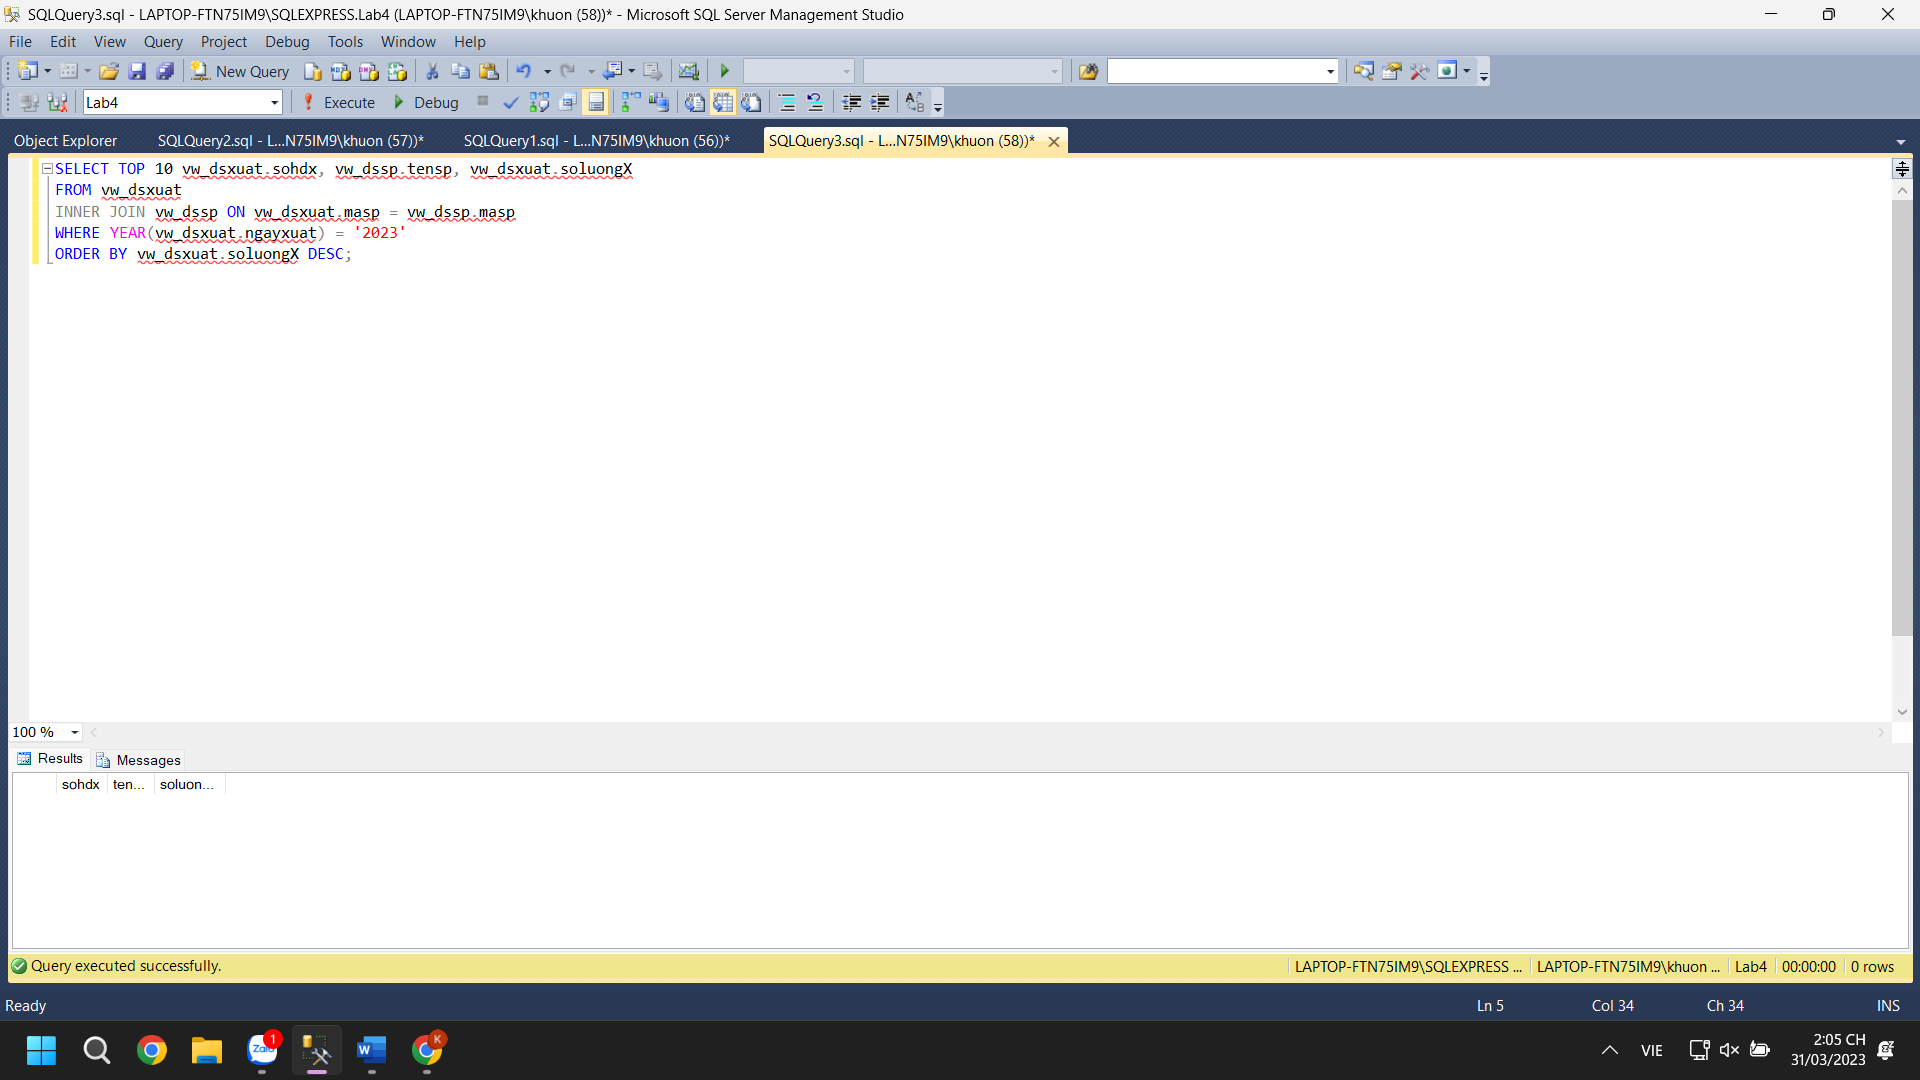 SQLQuery3.sql - LAPTOP-FTN75IM9\SQLEXPRESS.Lab4 (LAPTOP-FTN75IM9\khuon (58))* - Microsoft SQL Server Management Studio
File Edit View Query Project Debug Tools Window Help
New Query
Lab4 Execute Debug
Object Explorer SQLQuery2.sql - L...N75IM9\khuon (57))* SQLQuery1.sql - L...N75IM9\khuon (56))* SQLQuery3.sql - L...N75IM9\khuon (58))*
SELECT TOP 10 vw_dsxuat.sohdx, vw_dssp.tensp, vw_dsxuat.soluongX
FROM vw_dsxuat
INNER JOIN vw_dssp ON vw_dsxuat.masp = vw_dssp.masp
WHERE YEAR(vw_dsxuat.ngayxuat) = '2023'
ORDER BY vw_dsxuat.soluongX DESC;
100 %
Results Messages
sohdx ten... soluon...
Query executed successfully. LAPTOP-FTN75IM9\SQLEXPRESS ... LAPTOP-FTN75IM9\khuon ... Lab4 00:00:00 0 rows
Ready Ln 5 Col 34 Ch 34 INS
Zalo 1 W K VIE 2:05 CH
31/03/2023